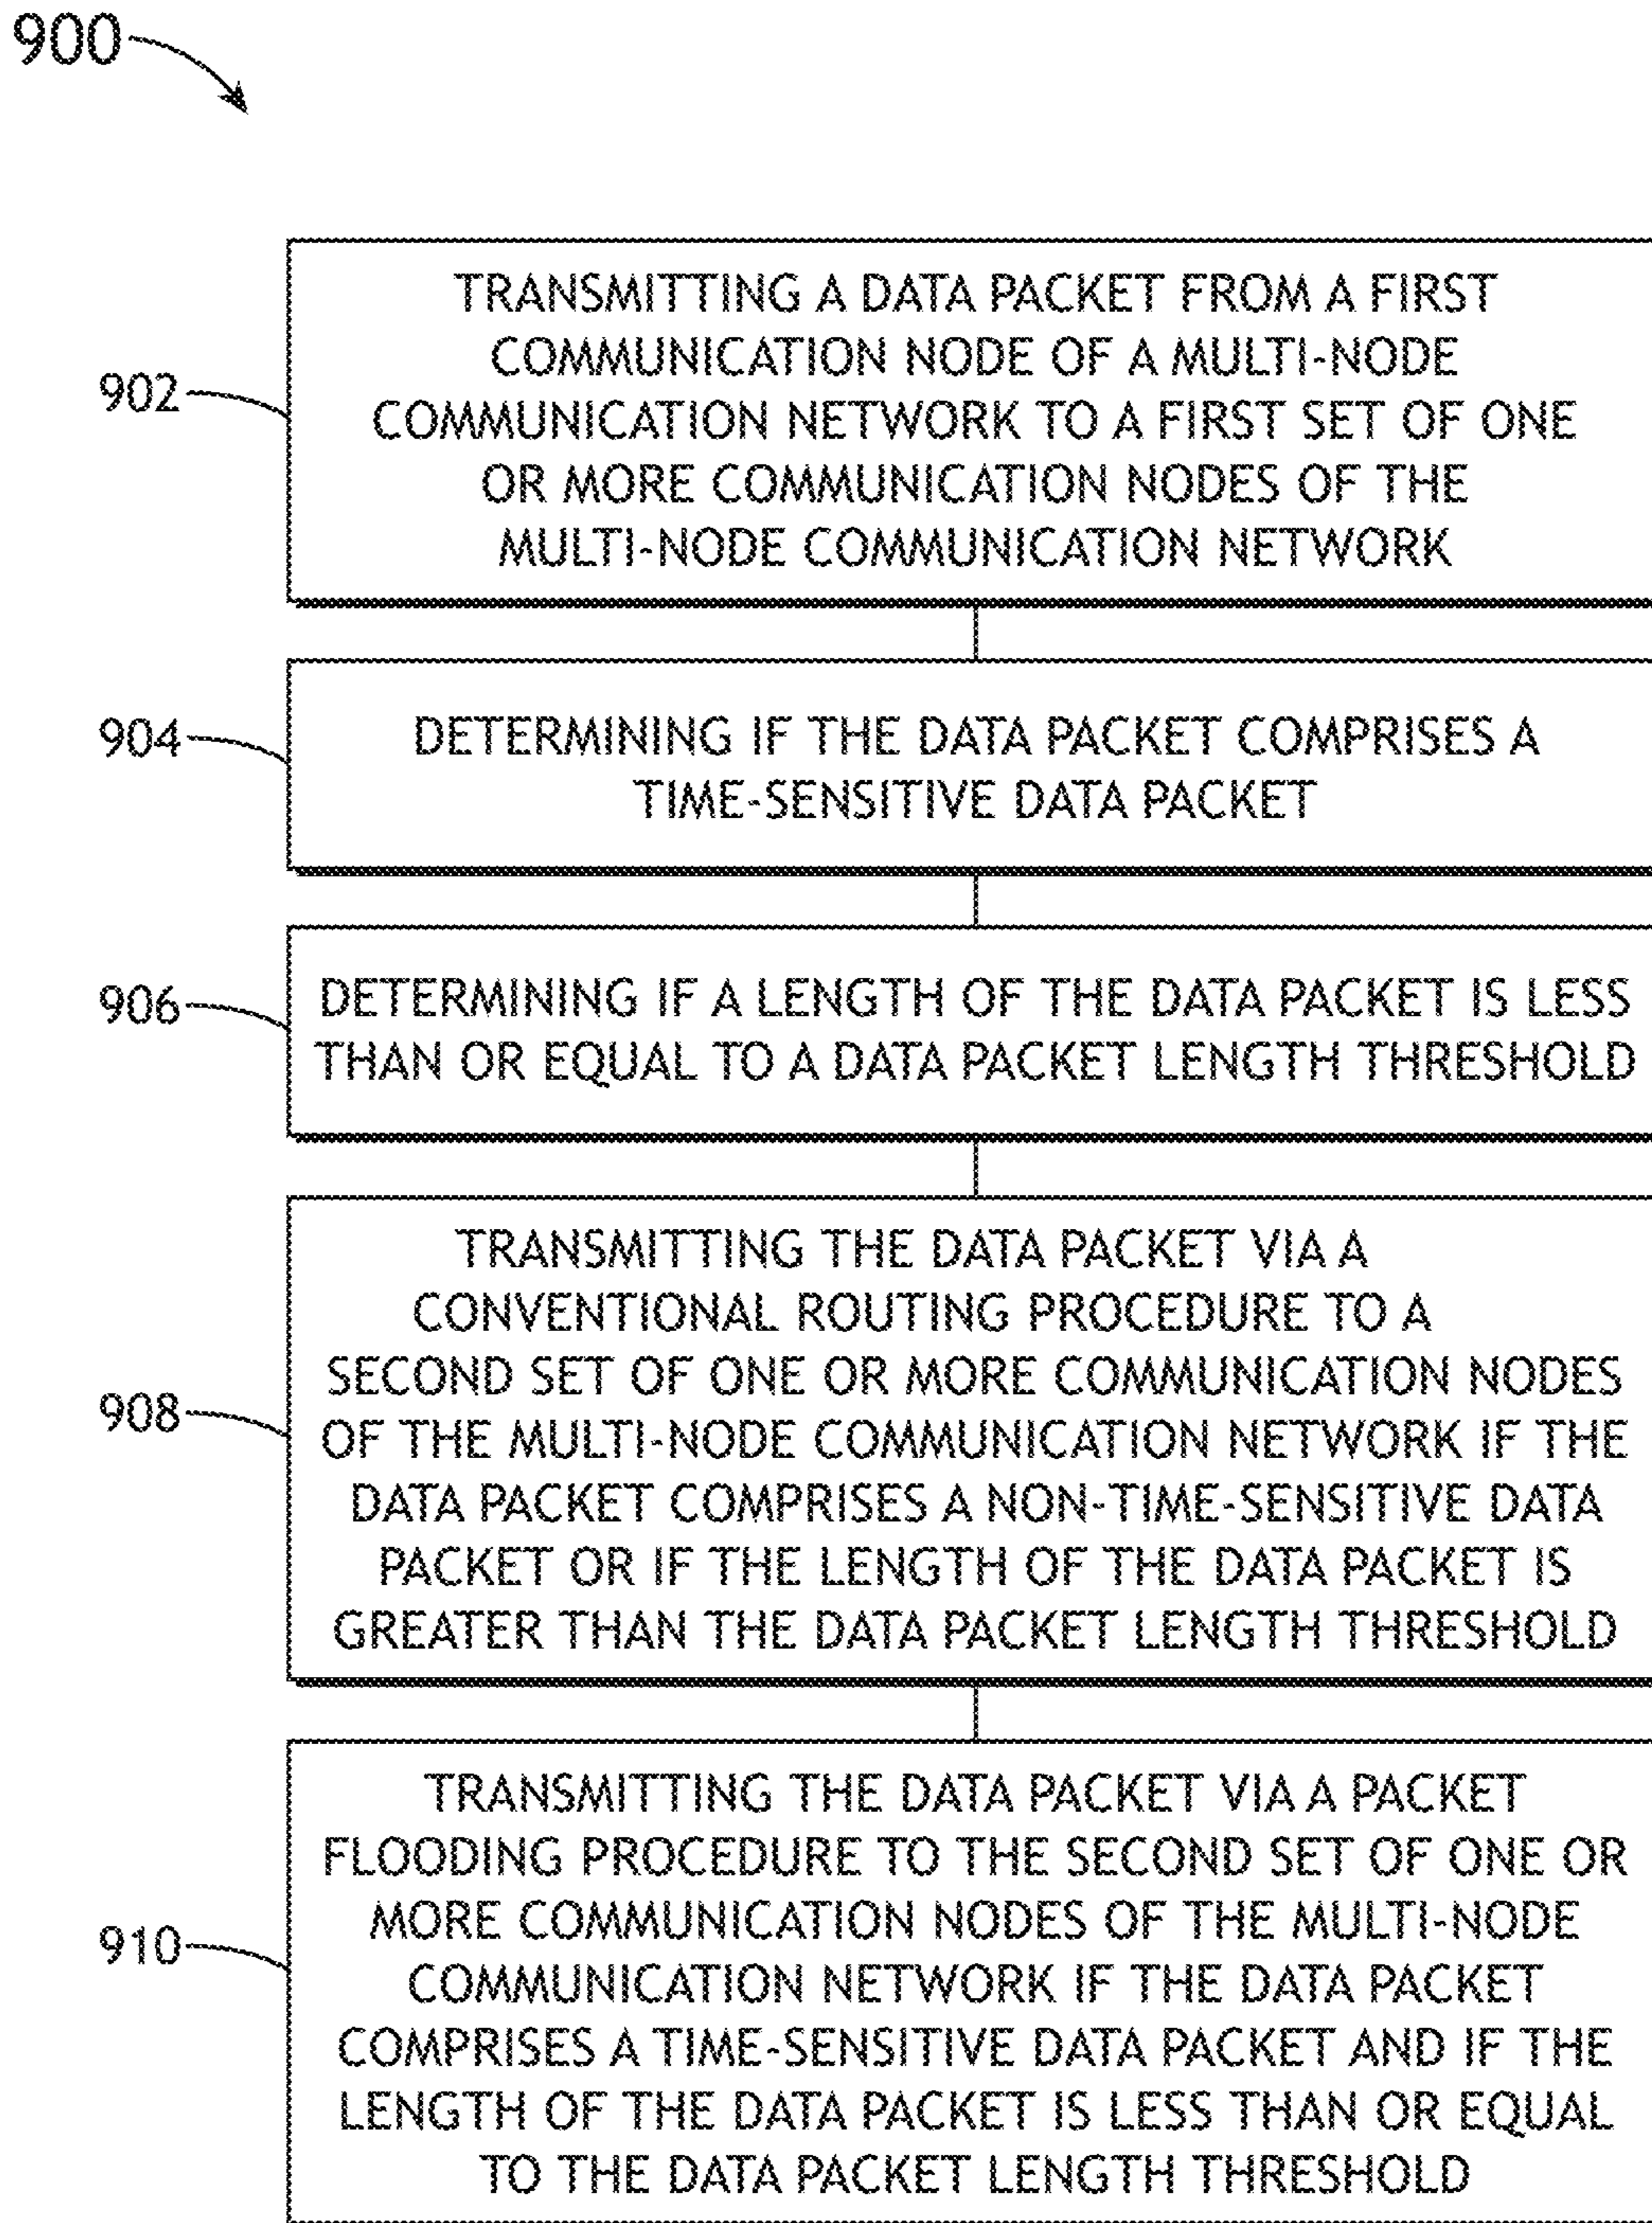 900
902
TRANSMITTING A DATA PACKET FROM A FIRST
COMMUNICATION NODE OF A MULTI-NODE
COMMUNICATION NETWORK TO A FIRST SET OF ONE
OR MORE COMMUNICATION NODES OF THE
MULTI-NODE COMMUNICATION NETWORK
904
DETERMINING IF THE DATA PACKET COMPRISES A
TIME-SENSITIVE DATA PACKET
906
DETERMINING IF A LENGTH OF THE DATA PACKET IS LESS
THAN OR EQUAL TO A DATA PACKET LENGTH THRESHOLD
908
TRANSMITTING THE DATA PACKET VIA A
CONVENTIONAL ROUTING PROCEDURE TO A
SECOND SET OF ONE OR MORE COMMUNICATION NODES
OF THE MULTI-NODE COMMUNICATION NETWORK IF THE
DATA PACKET COMPRISES A NON-TIME-SENSITIVE DATA
PACKET OR IF THE LENGTH OF THE DATA PACKET IS
GREATER THAN THE DATA PACKET LENGTH THRESHOLD
910
TRANSMITTING THE DATA PACKET VIA A PACKET
FLOODING PROCEDURE TO THE SECOND SET OF ONE OR
MORE COMMUNICATION NODES OF THE MULTI-NODE
COMMUNICATION NETWORK IF THE DATA PACKET
COMPRISES A TIME-SENSITIVE DATA PACKET AND IF THE
LENGTH OF THE DATA PACKET IS LESS THAN OR EQUAL
TO THE DATA PACKET LENGTH THRESHOLD